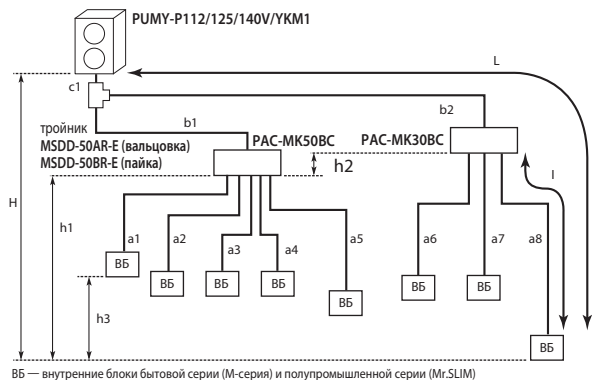 PUMY-P112/125/140V/YKM1
L
c1
b1
b2
тройник
MSDD-50AR-E (вальцовка)
MSDD-50BR-E (пайка)
PAC-MK50BC
PAC-MK30BC
h2
H
h1
l
a1
a2
a3
a4
a5
a6
a7
a8
ВБ
ВБ
ВБ
ВБ
ВБ
ВБ
ВБ
h3
ВБ
ВБ — внутренние блоки бытовой серии (М-серия) и полупромышленной серии (Mr.SLIM)